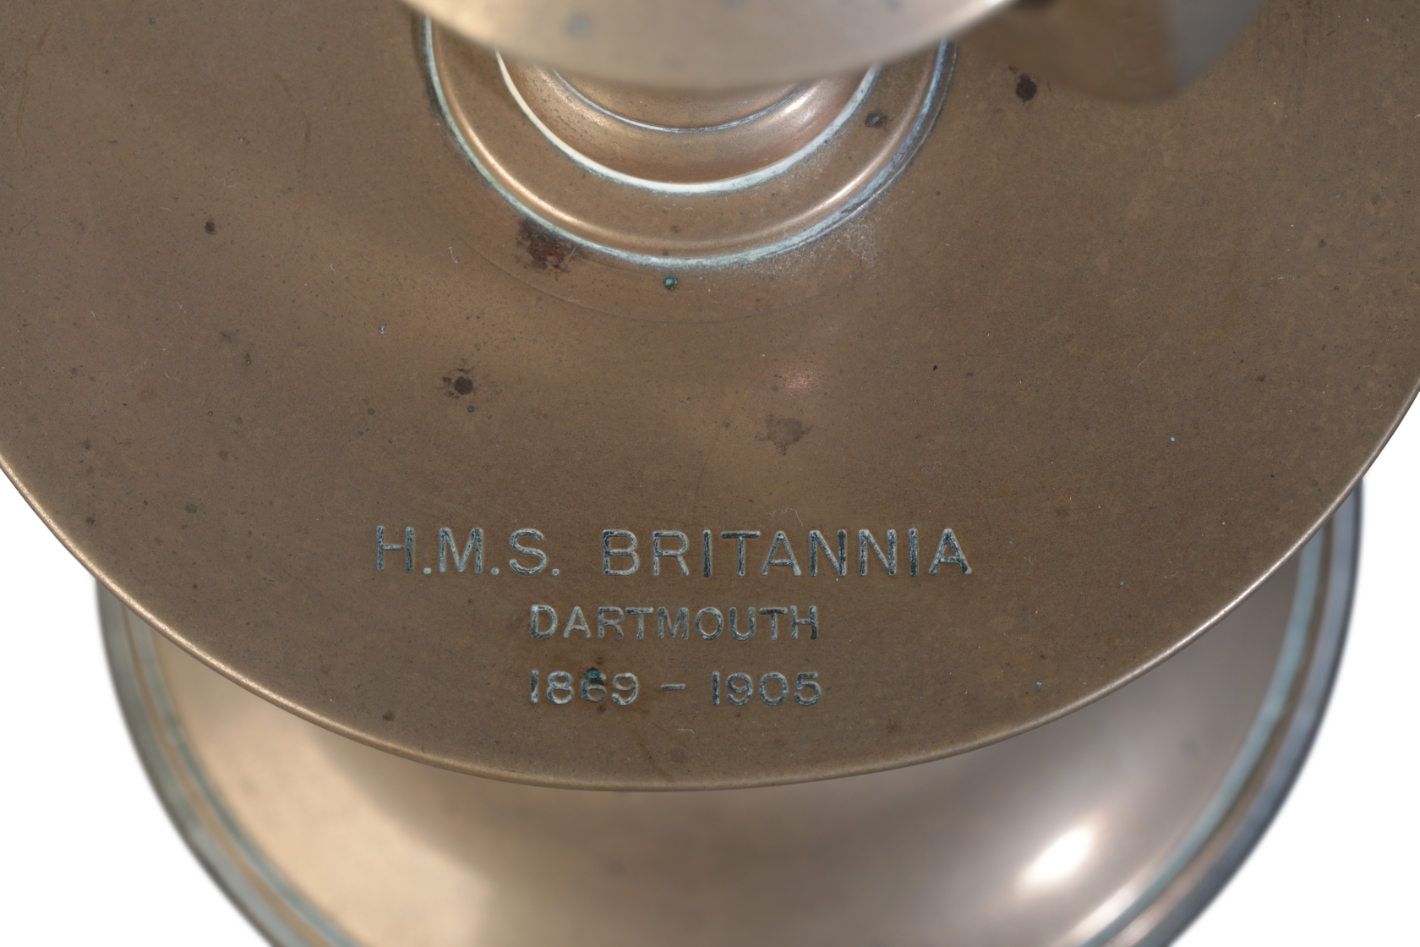 H.M.S. BRITANNIA
DARTMOUTH
1869 - 1905